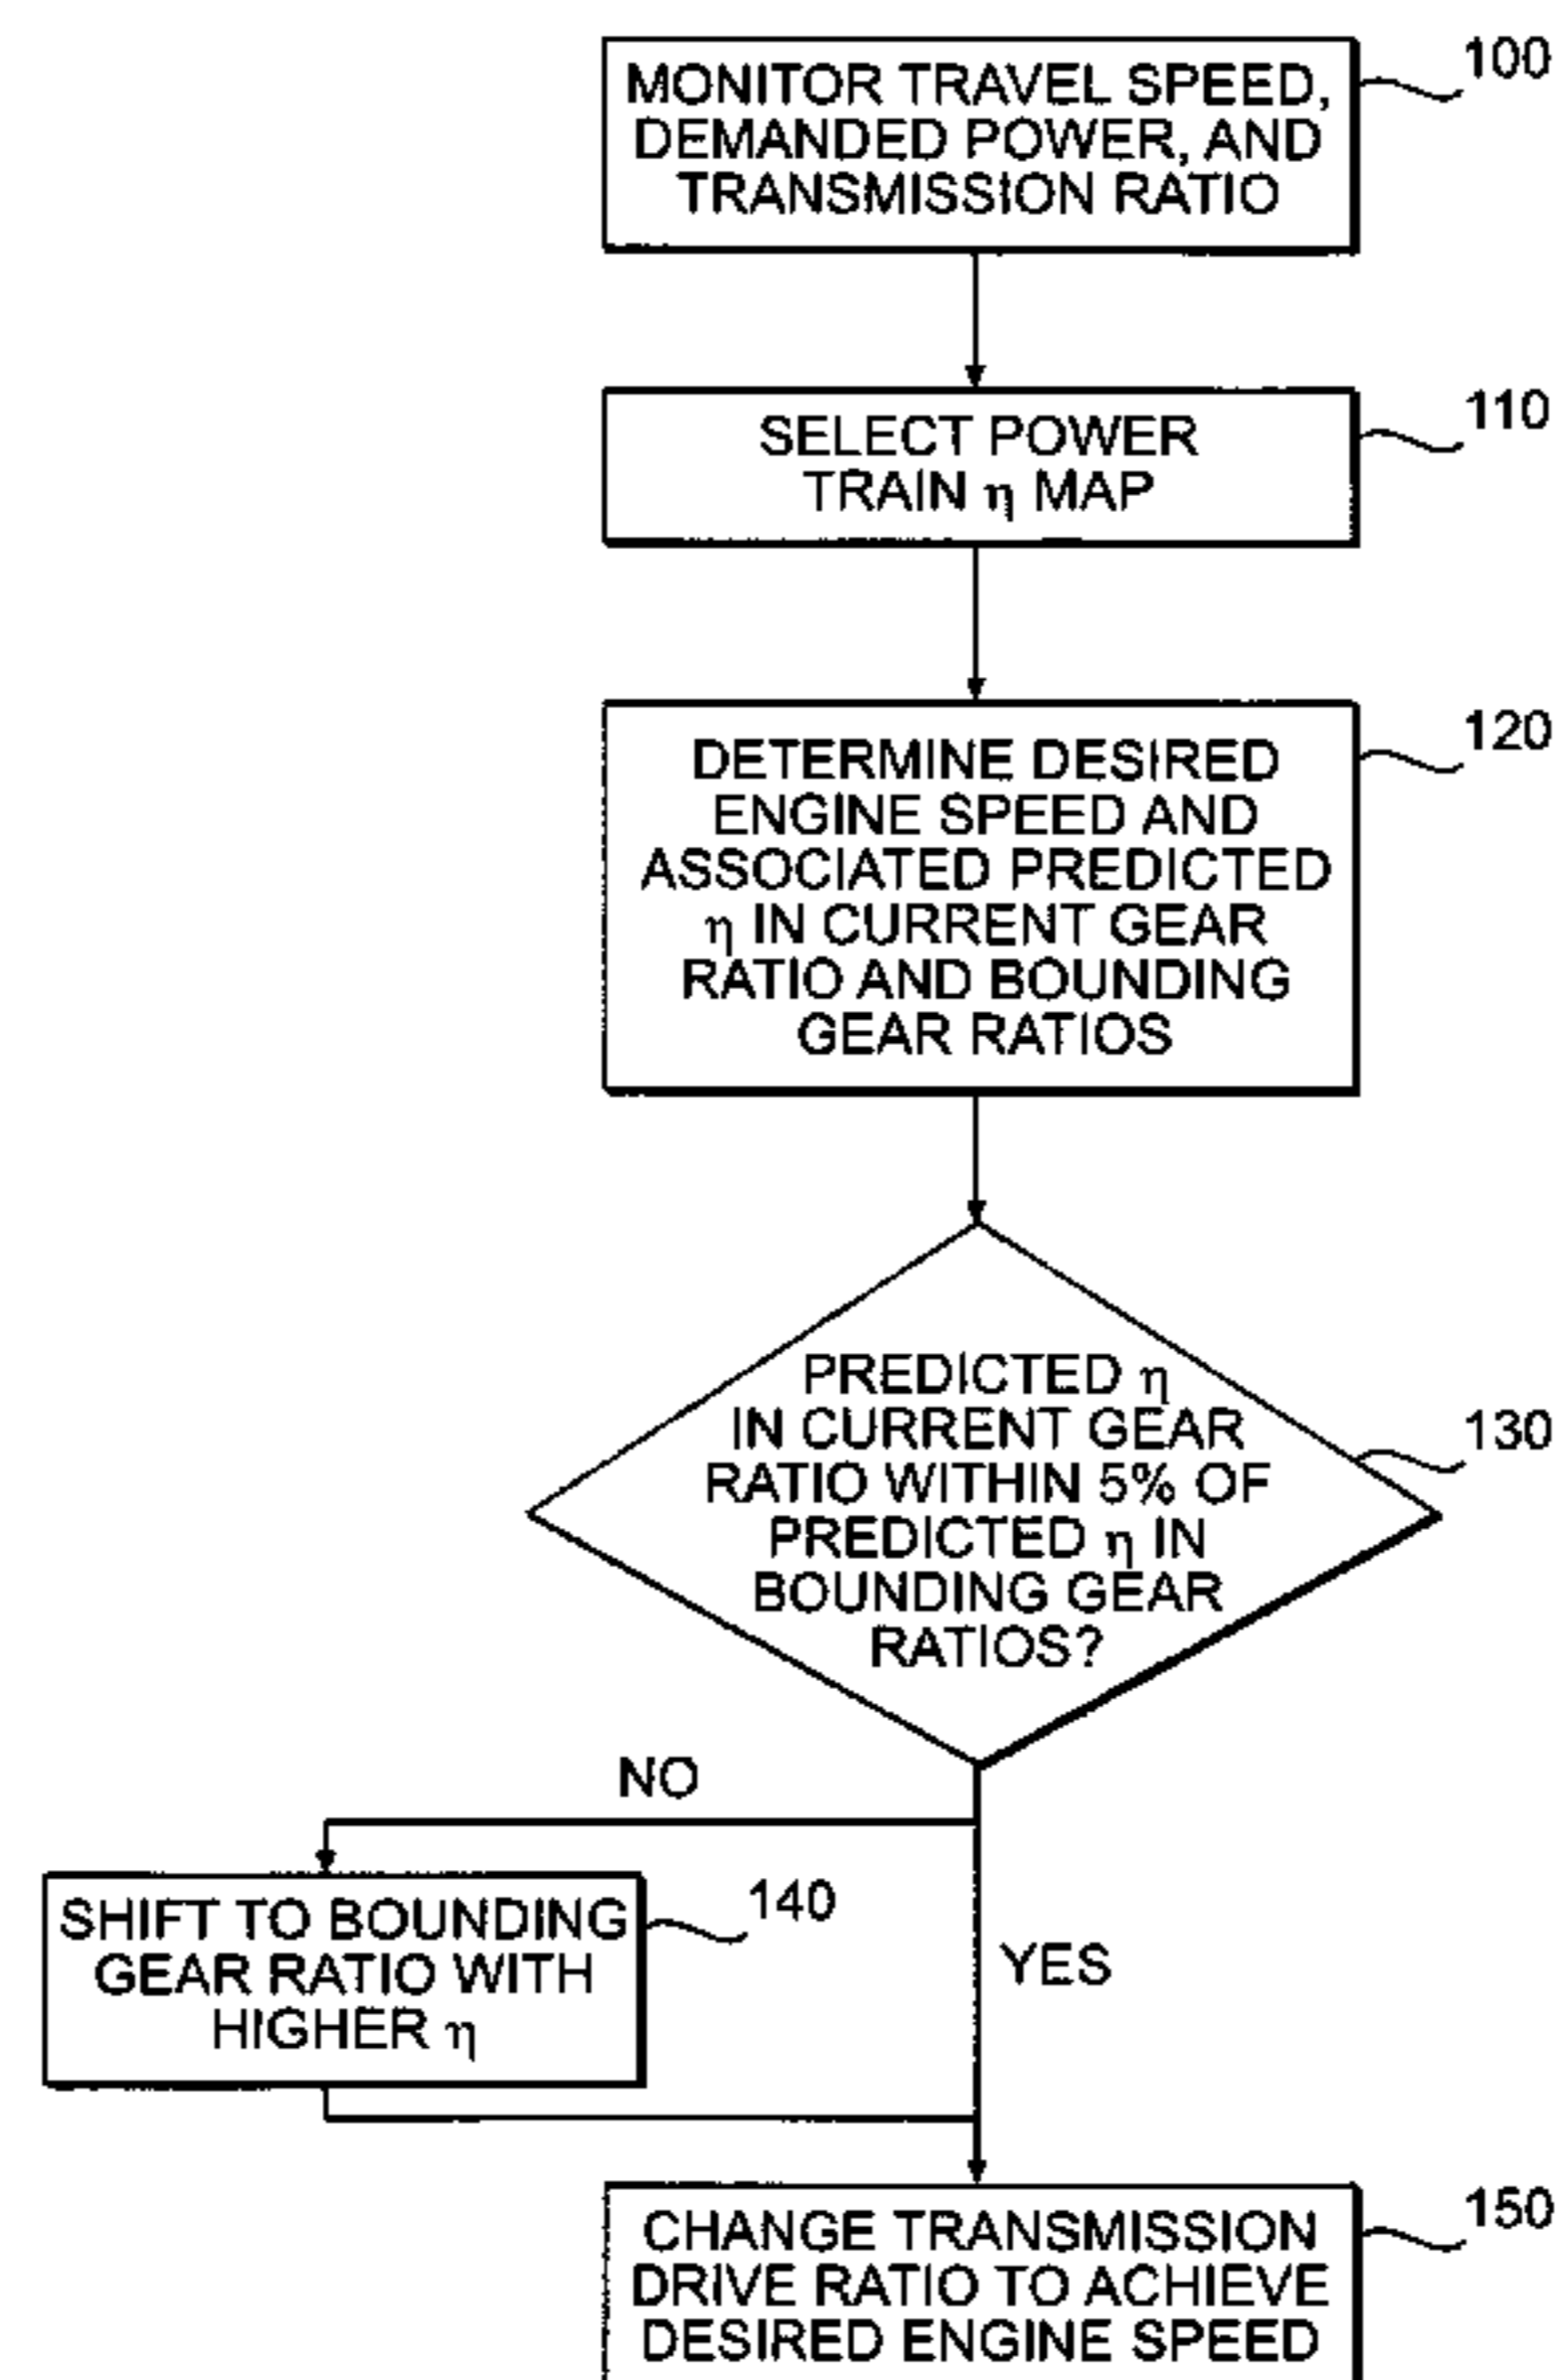 MONITOR TRAVEL SPEED,
DEMANDED POWER, AND
TRANSMISSION RATIO
100
SELECT POWER
TRAIN η MAP
110
DETERMINE DESIRED
ENGINE SPEED AND
ASSOCIATED PREDICTED
η IN CURRENT GEAR
RATIO AND BOUNDING
GEAR RATIOS
120
PREDICTED η
IN CURRENT GEAR
RATIO WITHIN 5% OF
PREDICTED η IN
BOUNDING GEAR
RATIOS?
130
NO
SHIFT TO BOUNDING
GEAR RATIO WITH
HIGHER η
140
YES
CHANGE TRANSMISSION
DRIVE RATIO TO ACHIEVE
DESIRED ENGINE SPEED
150